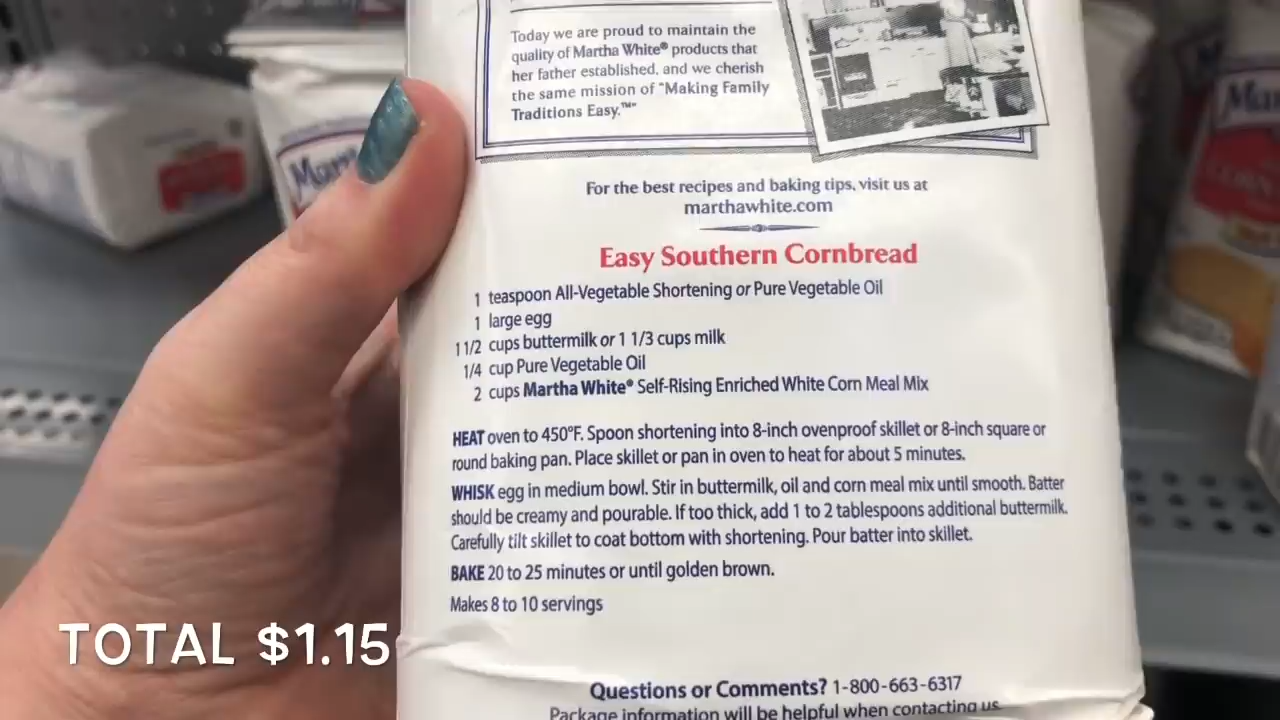 Today we are proud to maintain the
quality of Martha White® products that
her father established, and we cherish
the same mission of "Making Family
Traditions Easy.™"
For the best recipes and baking tips, visit us at
marthawhite.com
Easy Southern Cornbread
1 teaspoon All-Vegetable Shortening or Pure Vegetable Oil
1 large egg
1 1/2 cups buttermilk or 1 1/3 cups milk
1/4 cup Pure Vegetable Oil
2 cups Martha White® Self-Rising Enriched White Corn Meal Mix
HEAT oven to 450°F. Spoon shortening into 8-inch ovenproof skillet or 8-inch square or
round baking pan. Place skillet or pan in oven to heat for about 5 minutes.
WHISK egg in medium bowl. Stir in buttermilk, oil and corn meal mix until smooth. Batter
should be creamy and pourable. If too thick, add 1 to 2 tablespoons additional buttermilk.
Carefully tilt skillet to coat bottom with shortening. Pour batter into skillet.
BAKE 20 to 25 minutes or until golden brown.
Makes 8 to 10 servings
TOTAL $1.15
Questions or Comments? 1-800-663-6317
Package information will be helpful when contacting us.